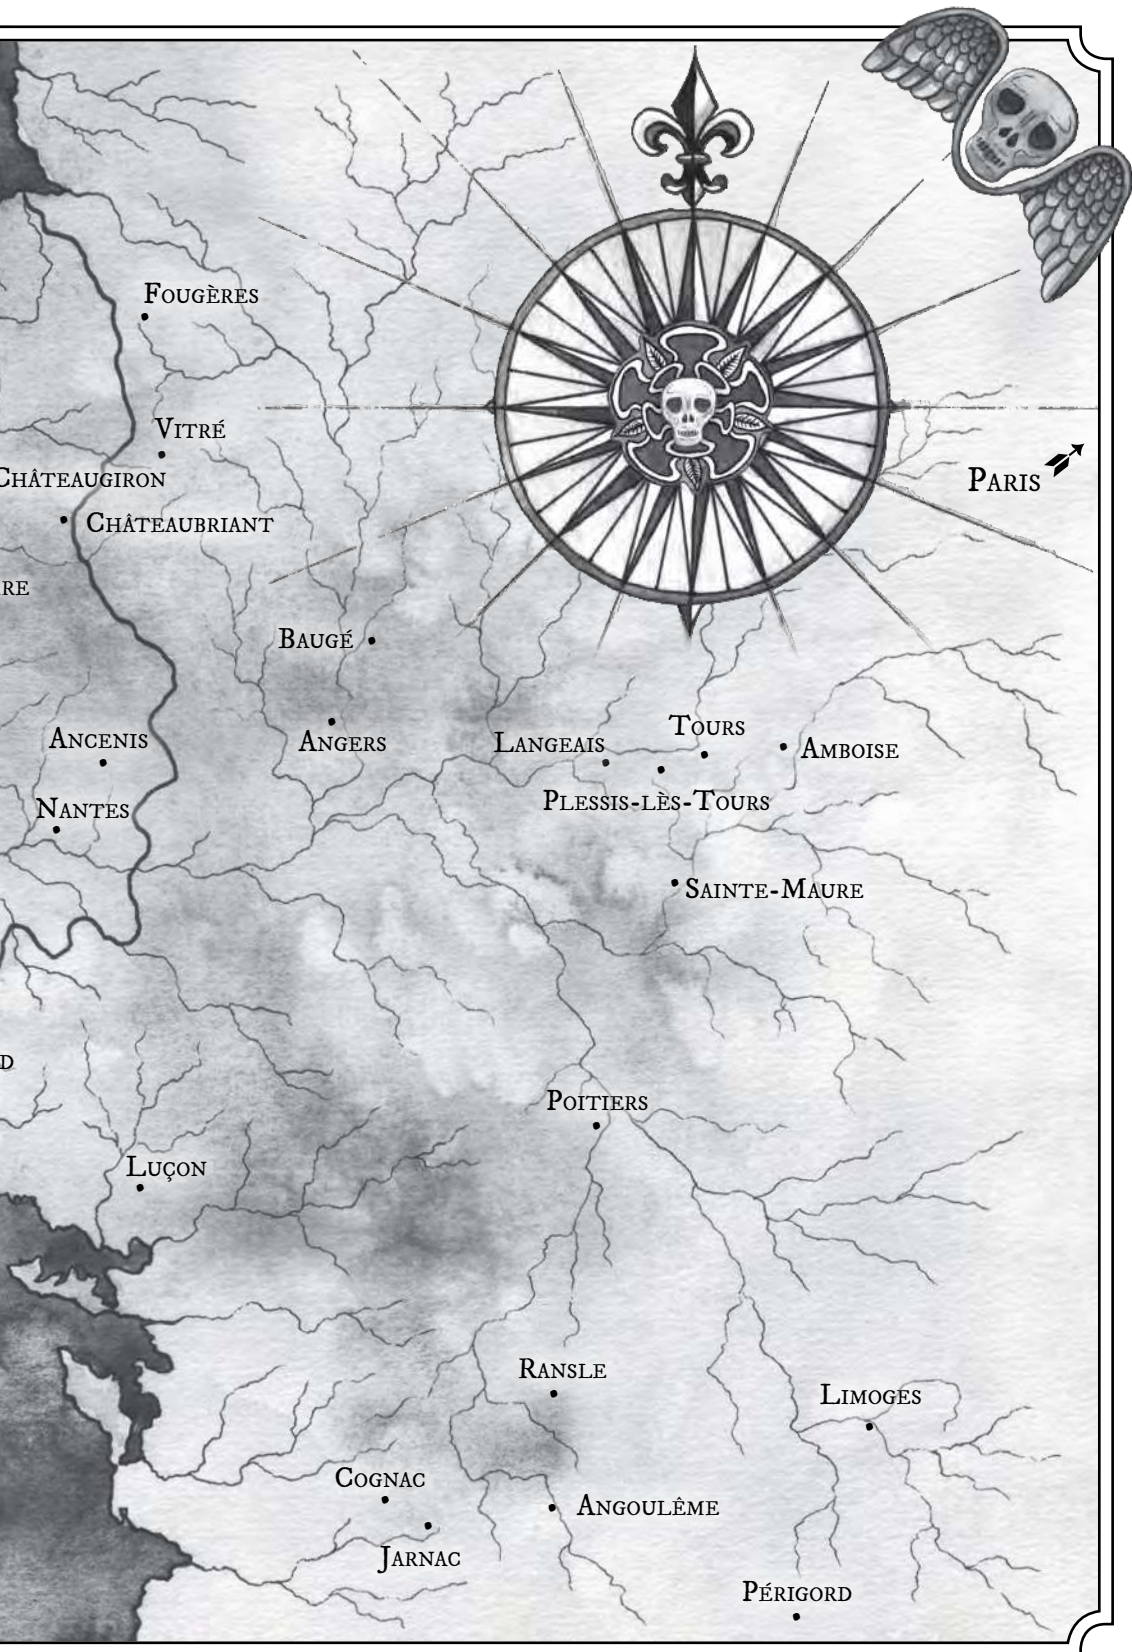 Fougères
Vitré
Paris
Châteaugiron
Châteaubriant
RE
Baugé
Tours
Ancenis
Angers
Langeais
Amboise
Plessis-lès-Tours
Nantes
Sainte-Maure
D
Poitiers
Luçon
Ransle
Limoges
Cognac
Angoulême
Jarnac
Périgord